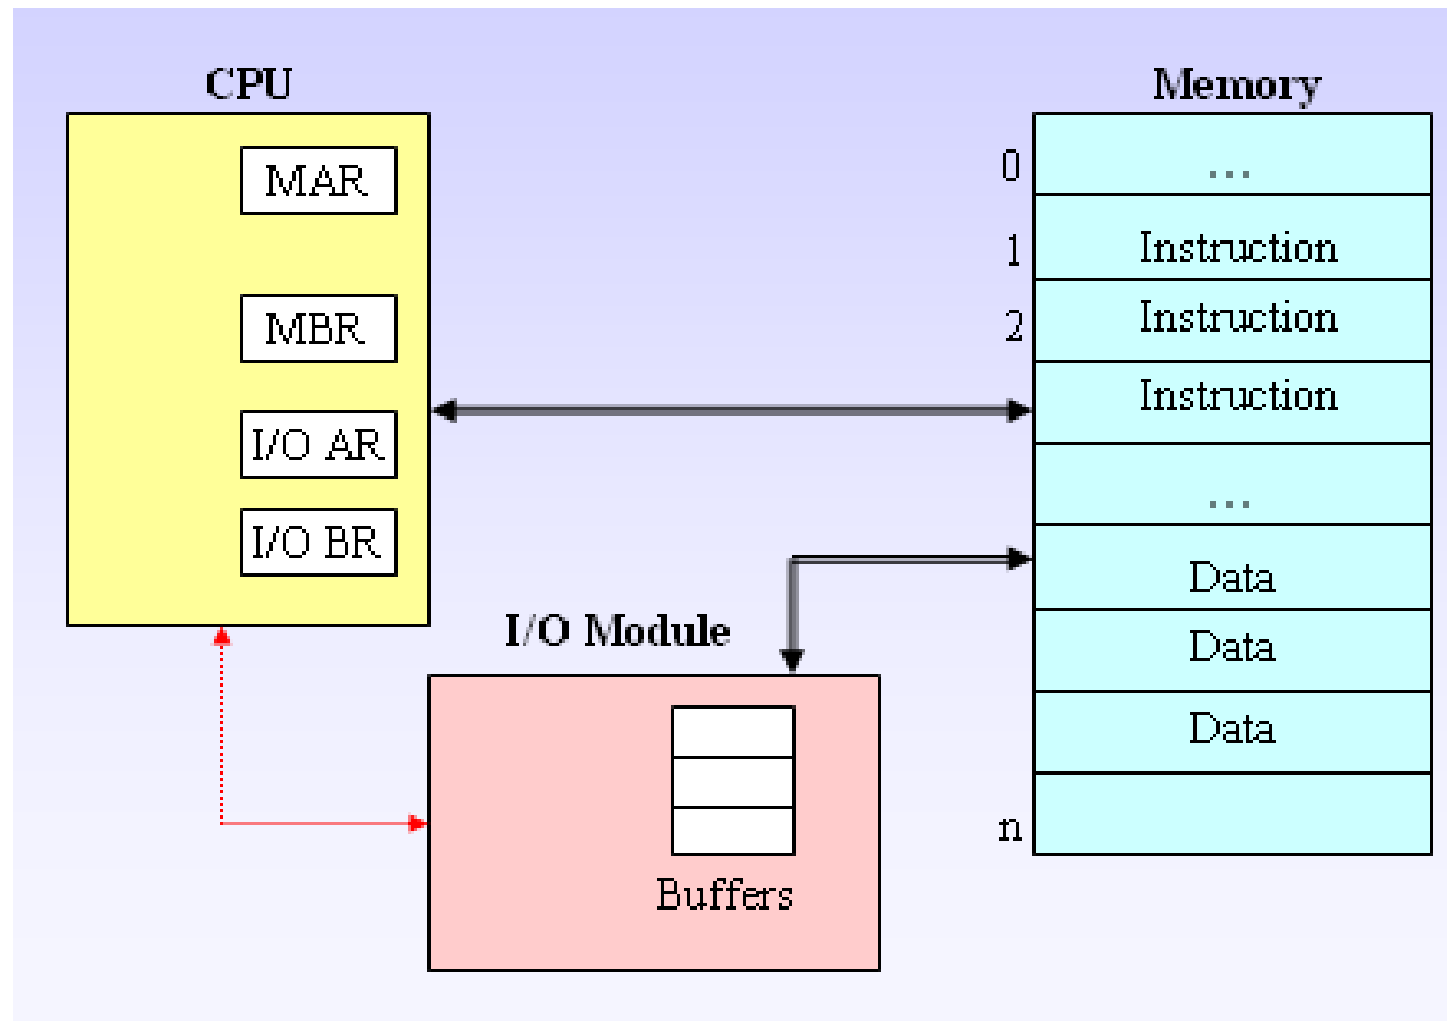 CPU
MAR
MBR
I/O AR
I/O BR
Memory
0
...
1
Instruction
2
Instruction
Instruction
...
Data
Data
Data
n
I/O Module
Buffers